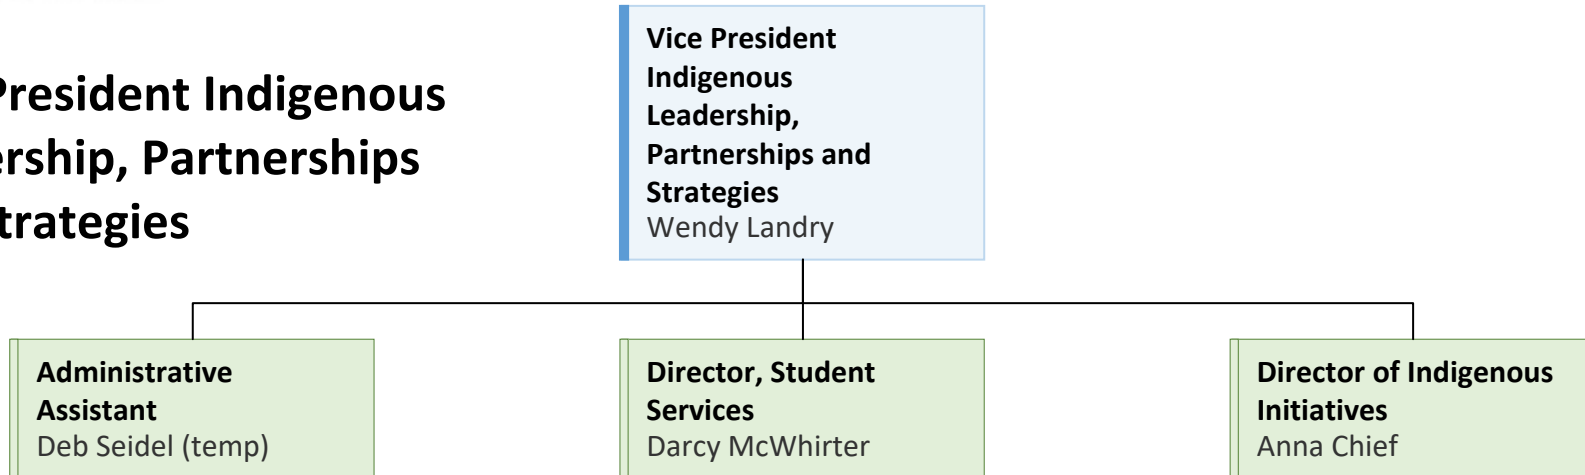 President Indigenous
ership, Partnerships
trategies
Vice President
Indigenous
Leadership,
Partnerships and
Strategies
Wendy Landry
Administrative
Assistant
Deb Seidel (temp)
Director, Student
Services
Darcy McWhirter
Director of Indigenous
Initiatives
Anna Chief